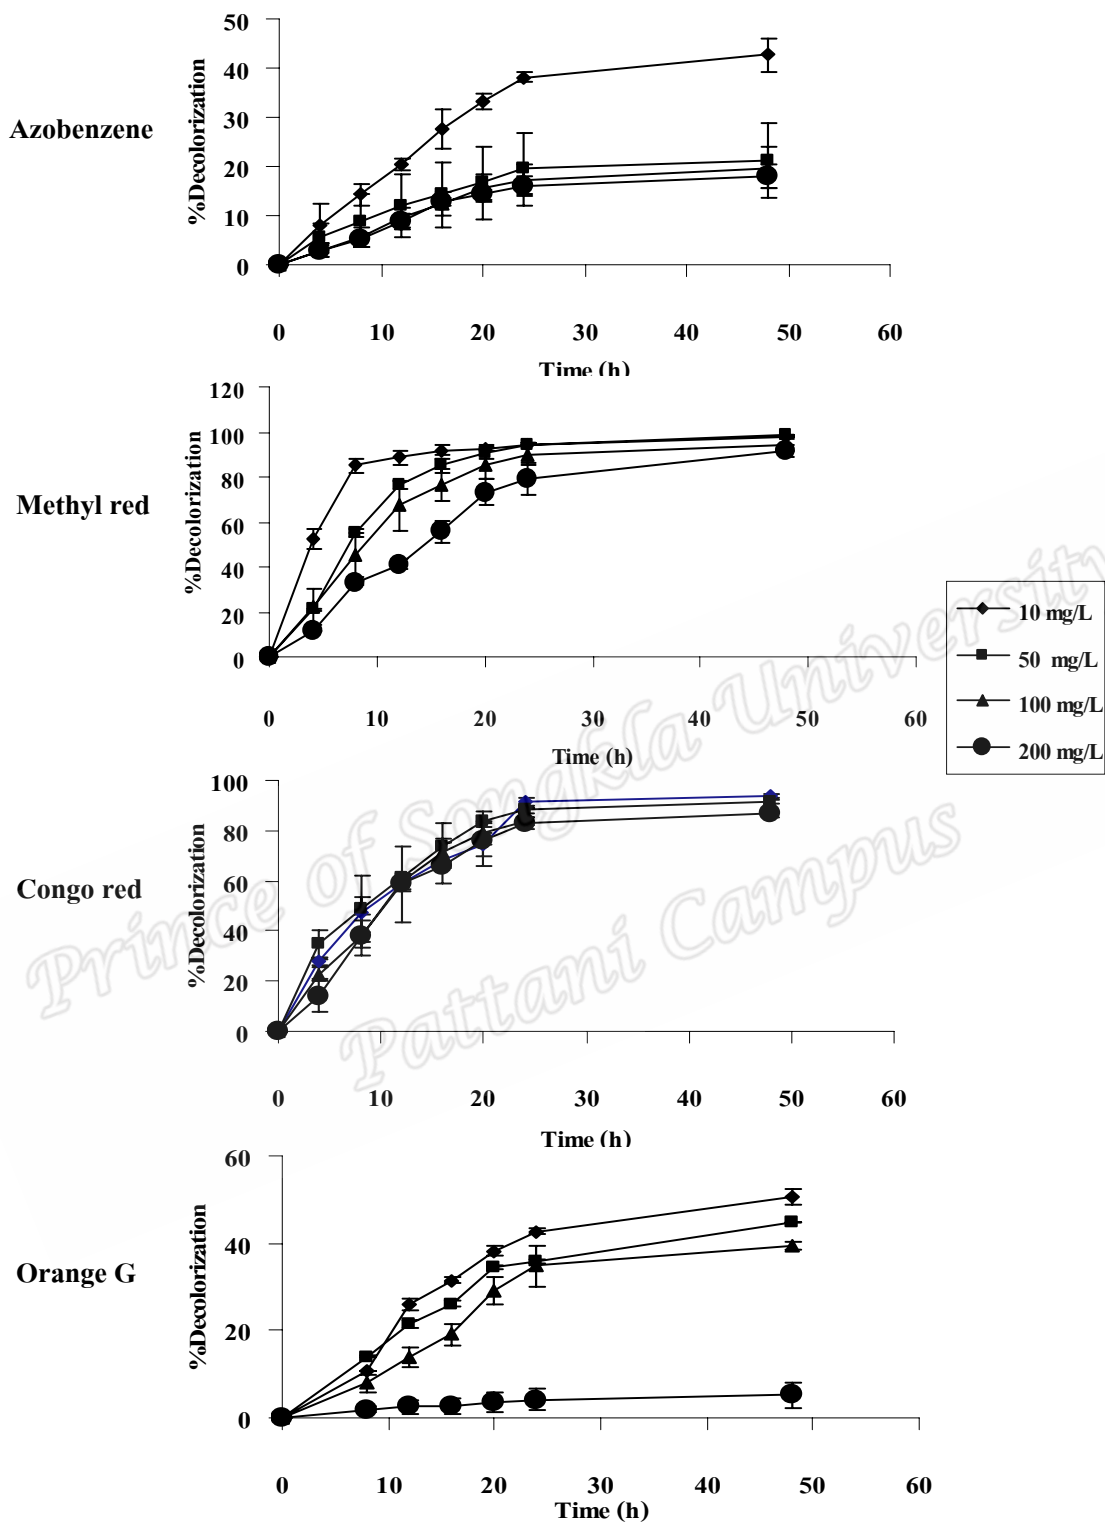 50
40
30
20
10
0
%Decolorization
Azobenzene
0 10 20 30 40 50 60
Time (h)
120
100
80
60
40
20
0
%Decolorization
Methyl red
0 10 20 30 40 50 60
Time (h)
10 mg/L
50 mg/L
100 mg/L
200 mg/L
100
80
60
40
20
0
%Decolorization
Congo red
0 10 20 30 40 50 60
Time (h)
60
40
20
0
%Decolorization
Orange G
0 10 20 30 40 50 60
Time (h)
Prince of Songkla University
Pattani Campus